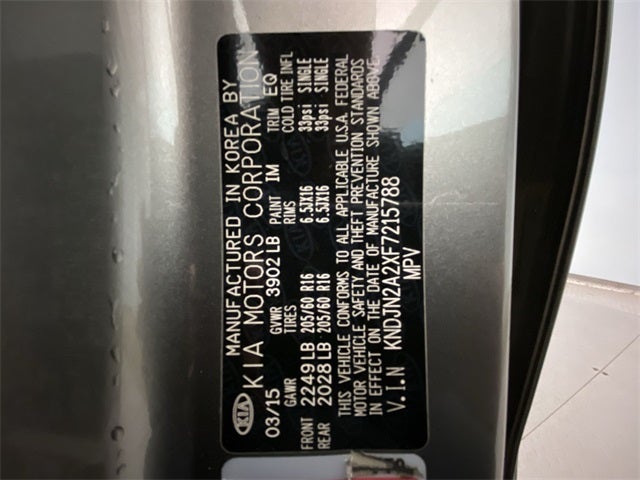 MANUFACTURED IN KOREA BY
KIA KIA MOTORS CORPORATION
03/15 GVWR 3902 LB PAINT IM TRIM EQ
GAWR TIRES RIMS COLD TIRE INFL
FRONT 2249 LB 205/60 R16 6.5JX16 33psi SINGLE
REAR 2028 LB 205/60 R16 6.5JX16 33psi SINGLE
THIS VEHICLE CONFORMS TO ALL APPLICABLE U.S.A. FEDERAL
MOTOR VEHICLE SAFETY AND THEFT PREVENTION STANDARDS
IN EFFECT ON THE DATE OF MANUFACTURE SHOWN ABOVE.
V.I.N KNDJN2A2XF7215788
MPV